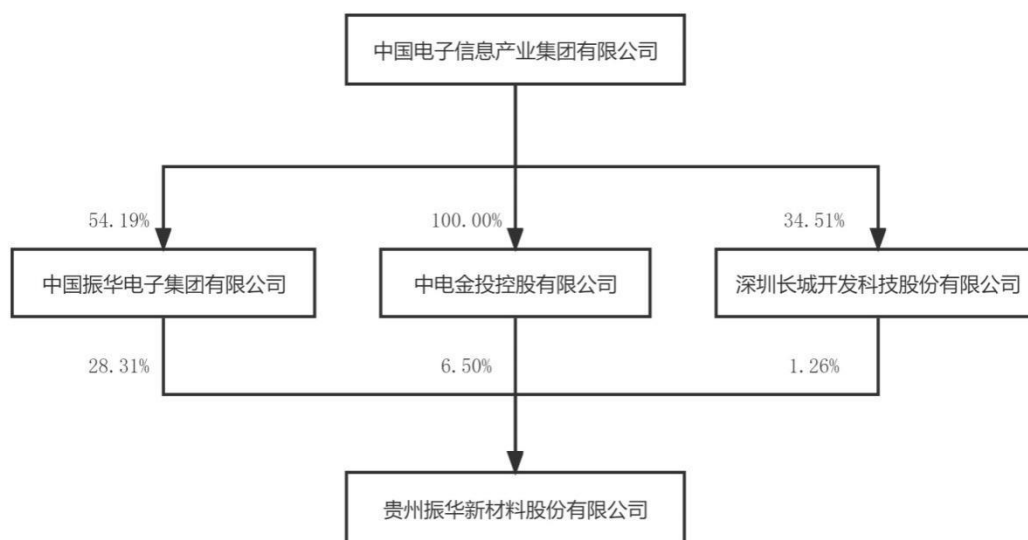 中国电子信息产业集团有限公司
54.19%
100.00%
34.51%
中国振华电子集团有限公司
中电金投控股有限公司
深圳长城开发科技股份有限公司
28.31%
6.50%
1.26%
贵州振华新材料股份有限公司